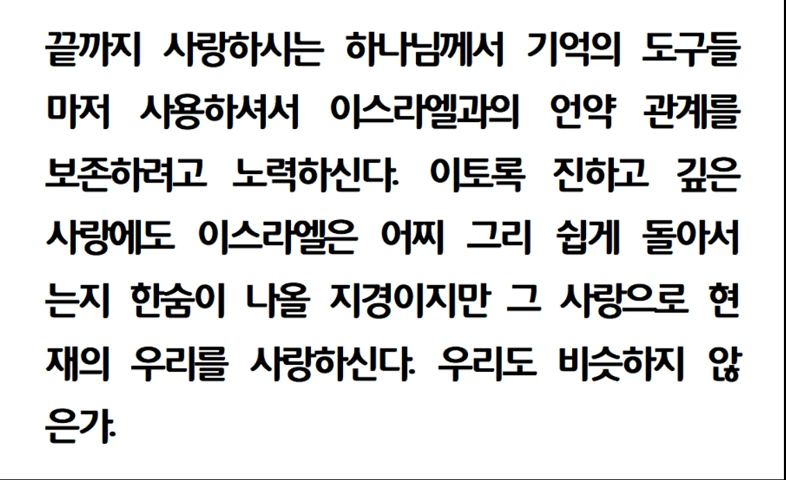 끝까지 사랑하시는 하나님께서 기억의 도구들
마저 사용하셔서 이스라엘과의 언약 관계를
보존하려고 노력하신다. 이토록 진하고 깊은
사랑에도 이스라엘은 어찌 그리 쉽게 돌아서
는지 한숨이 나올 지경이지만 그 사랑으로 현
재의 우리를 사랑하신다. 우리도 비슷하지 않
은가.